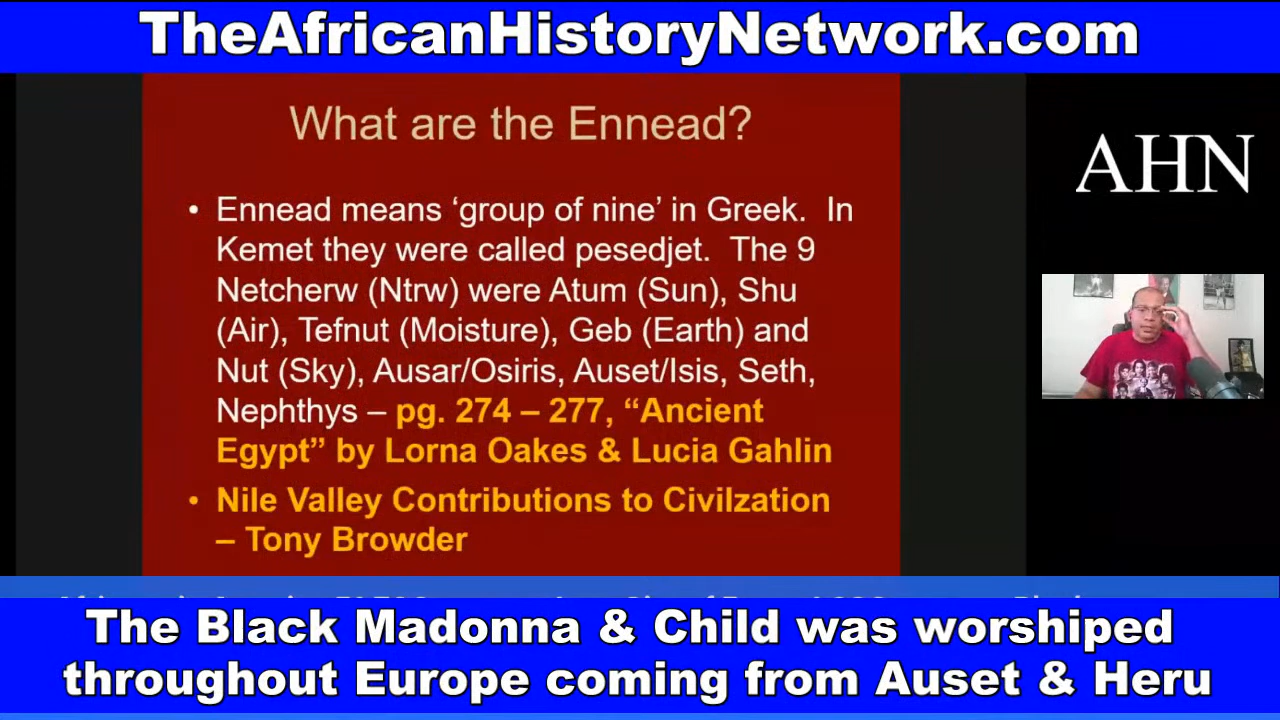 TheAfricanHistoryNetwork.com
What are the Ennead?
AHN
• Ennead means ‘group of nine’ in Greek. In
Kemet they were called pesedjet. The 9
Netcherw (Ntrw) were Atum (Sun), Shu
(Air), Tefnut (Moisture), Geb (Earth) and
Nut (Sky), Ausar/Osiris, Auset/Isis, Seth,
Nephthys – pg. 274 – 277, “Ancient
Egypt” by Lorna Oakes & Lucia Gahlin
• Nile Valley Contributions to Civilzation
– Tony Browder
The Black Madonna & Child was worshiped
throughout Europe coming from Auset & Heru